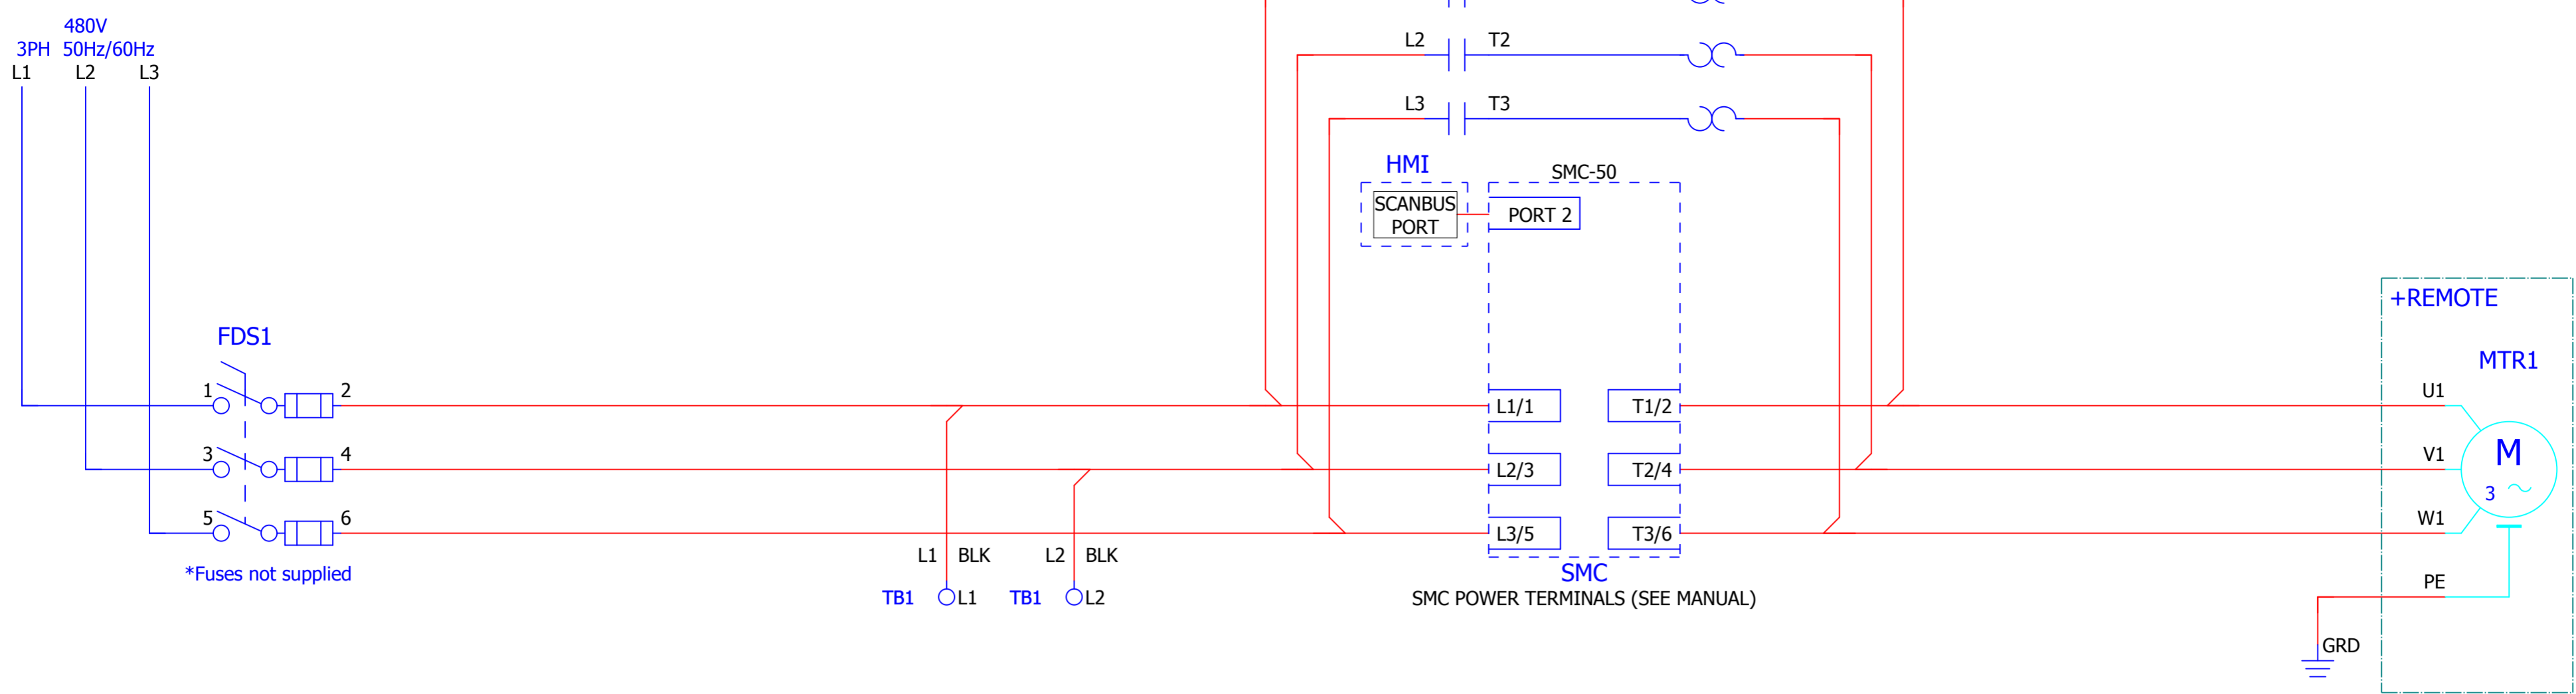 480V
3PH 50Hz/60Hz
L1 L2 L3
L2 T2
L3 T3
HMI
SMC-50
SCANBUS
PORT
PORT 2
+REMOTE
FDS1
MTR1
1 2
L1/1 T1/2
U1
3 4
L2/3 T2/4
V1
M
3 ~
5 6
L3/5 T3/6
W1
L1 BLK L2 BLK
*Fuses not supplied
SMC
PE
TB1 L1 TB1 L2
SMC POWER TERMINALS (SEE MANUAL)
GRD